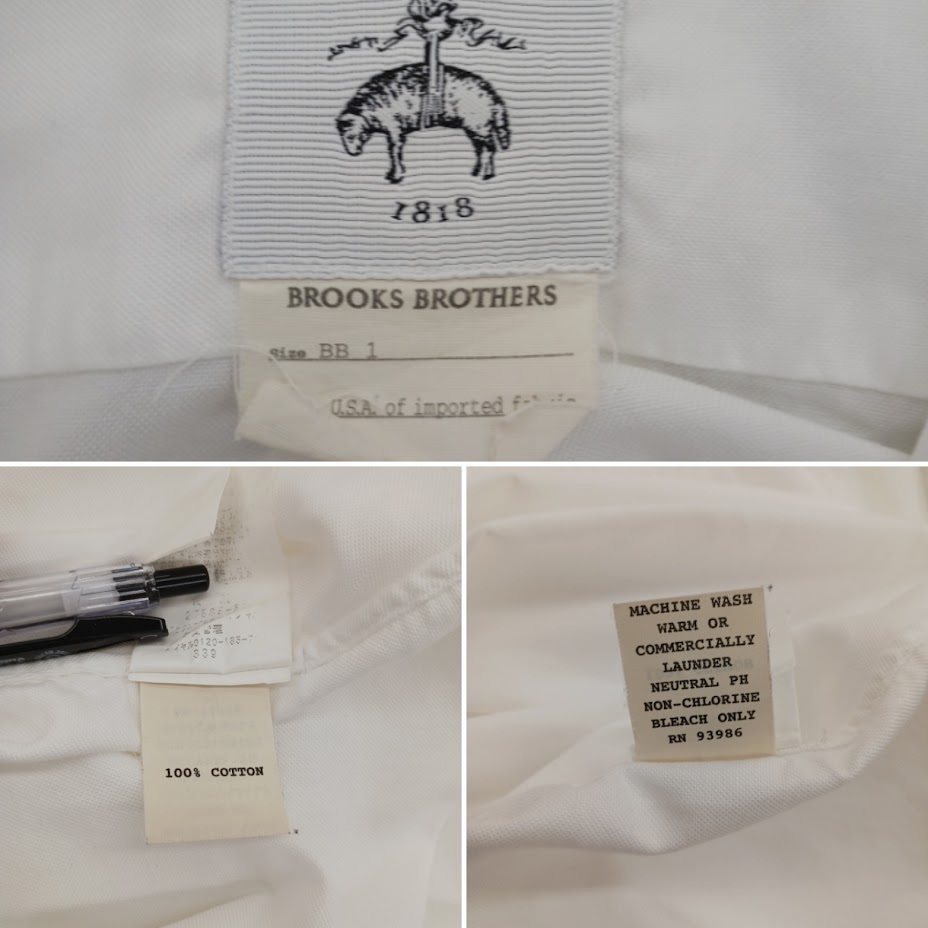 1818
BROOKS BROTHERS
Size BB 1
U.S.A. of imported
100% COTTON
MACHINE WASH
WARM OR
COMMERCIALLY
LAUNDER
NEUTRAL PH
NON-CHLORINE
BLEACH ONLY
RN 93986